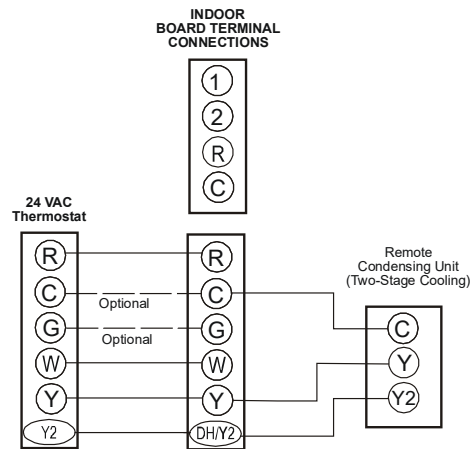 INDOOR
BOARD TERMINAL
CONNECTIONS
1
2
R
C
24 VAC
Thermostat
R
C
G
W
Y
Y2
Optional
Optional
R
C
G
W
Y
DH/Y2
Remote
Condensing Unit
(Two-Stage Cooling)
C
Y
Y2